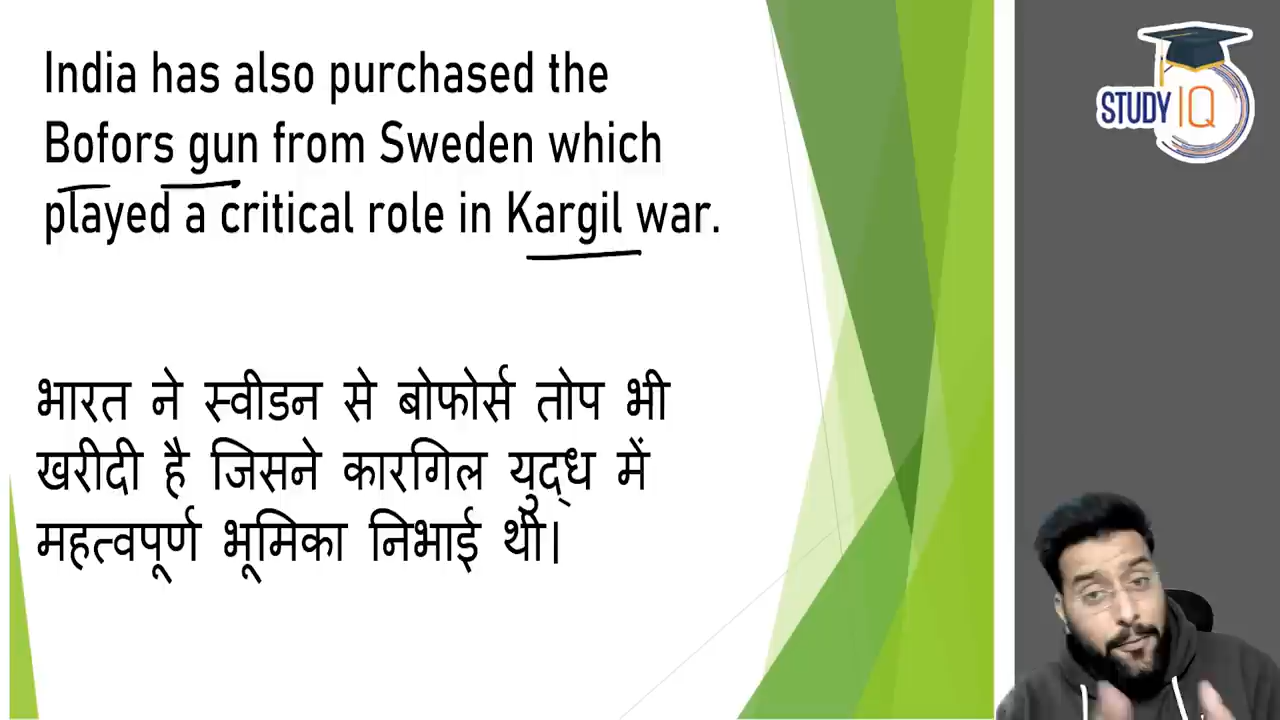 India has also purchased the
Bofors gun from Sweden which
played a critical role in Kargil war.
भारत ने स्वीडन से बोफोर्स तोप भी
खरीदी है जिसने कारगिल युद्ध में
महत्वपूर्ण भूमिका निभाई थी।
STUDY IQ